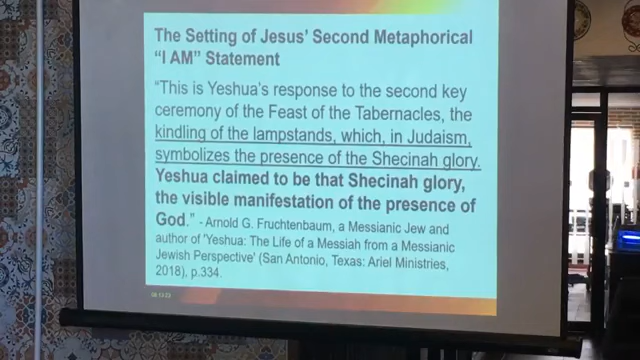 The Setting of Jesus' Second Metaphorical
"I AM" Statement
"This is Yeshua's response to the second key
ceremony of the Feast of the Tabernacles, the
kindling of the lampstands, which, in Judaism,
symbolizes the presence of the Shecinah glory.
Yeshua claimed to be that Shecinah glory,
the visible manifestation of the presence of
God." - Arnold G. Fruchtenbaum, a Messianic Jew and
author of 'Yeshua: The Life of a Messiah from a Messianic
Jewish Perspective' (San Antonio, Texas: Ariel Ministries,
2018), p.334.